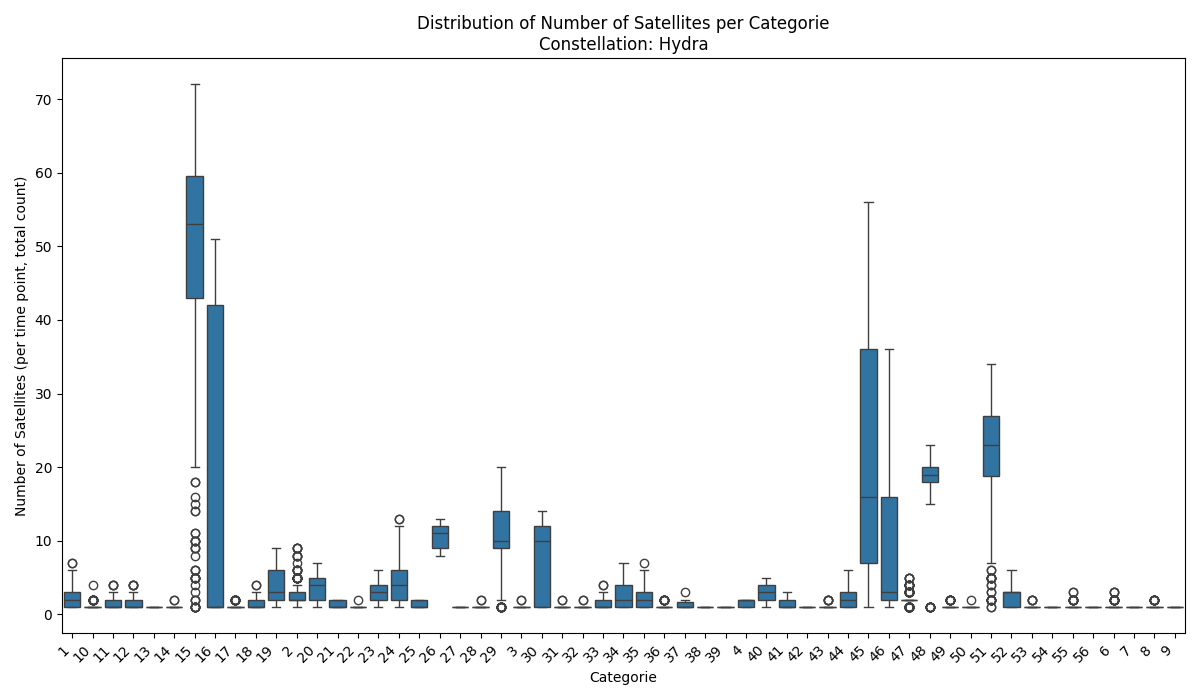 Distribution of Number of Satellites per Categorie
Constellation: Hydra
Number of Satellites (per time point, total count)
70
60
50
40
30
20
10
0
1 10 11 12 13 14 15 16 17 18 19 2 20 21 22 23 24 25 26 27 28 29 3 30 31 32 33 34 35 36 37 38 39 4 40 41 42 43 44 45 46 47 48 49 50 51 52 53 54 55 56 6 7 8 9
Categorie